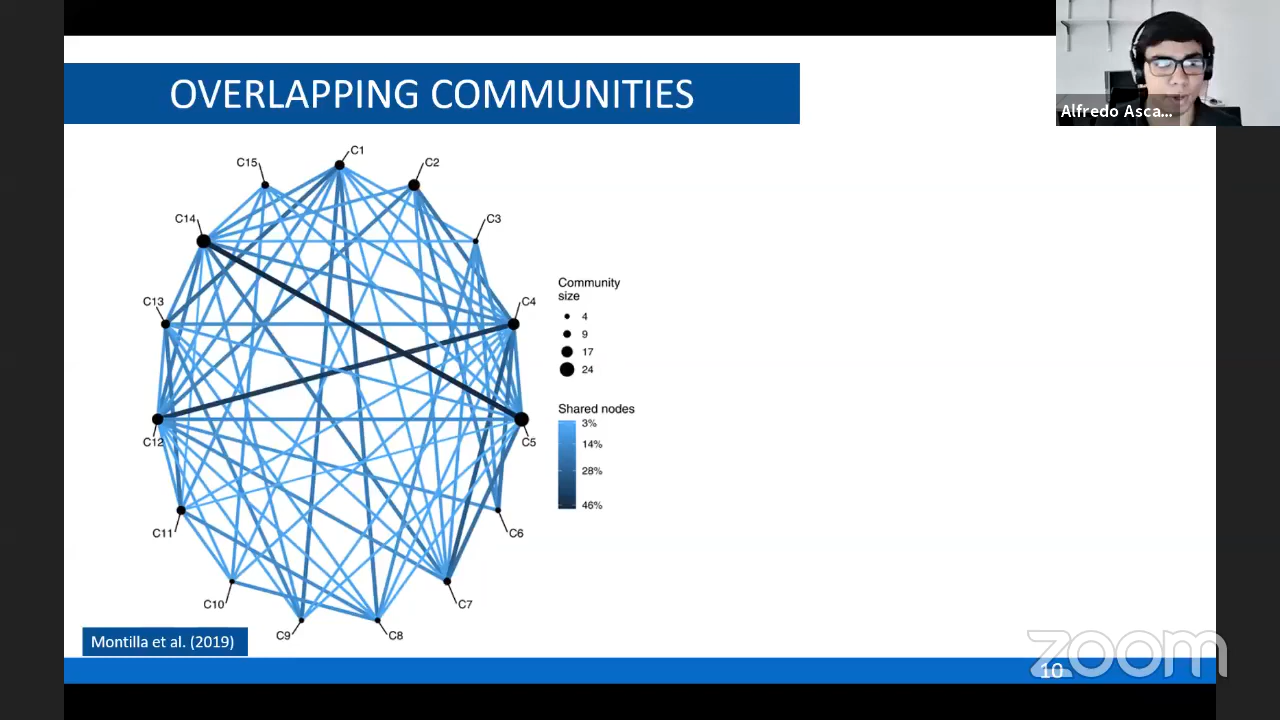 OVERLAPPING COMMUNITIES
Alfredo Asca...
C1
C15
C2
C14
C3
C13
C4
C12
C5
C11
C6
C10
C7
C9
C8
Community
size
4
9
17
24
Shared nodes
3%
14%
28%
46%
Montilla et al. (2019)
zoom
10